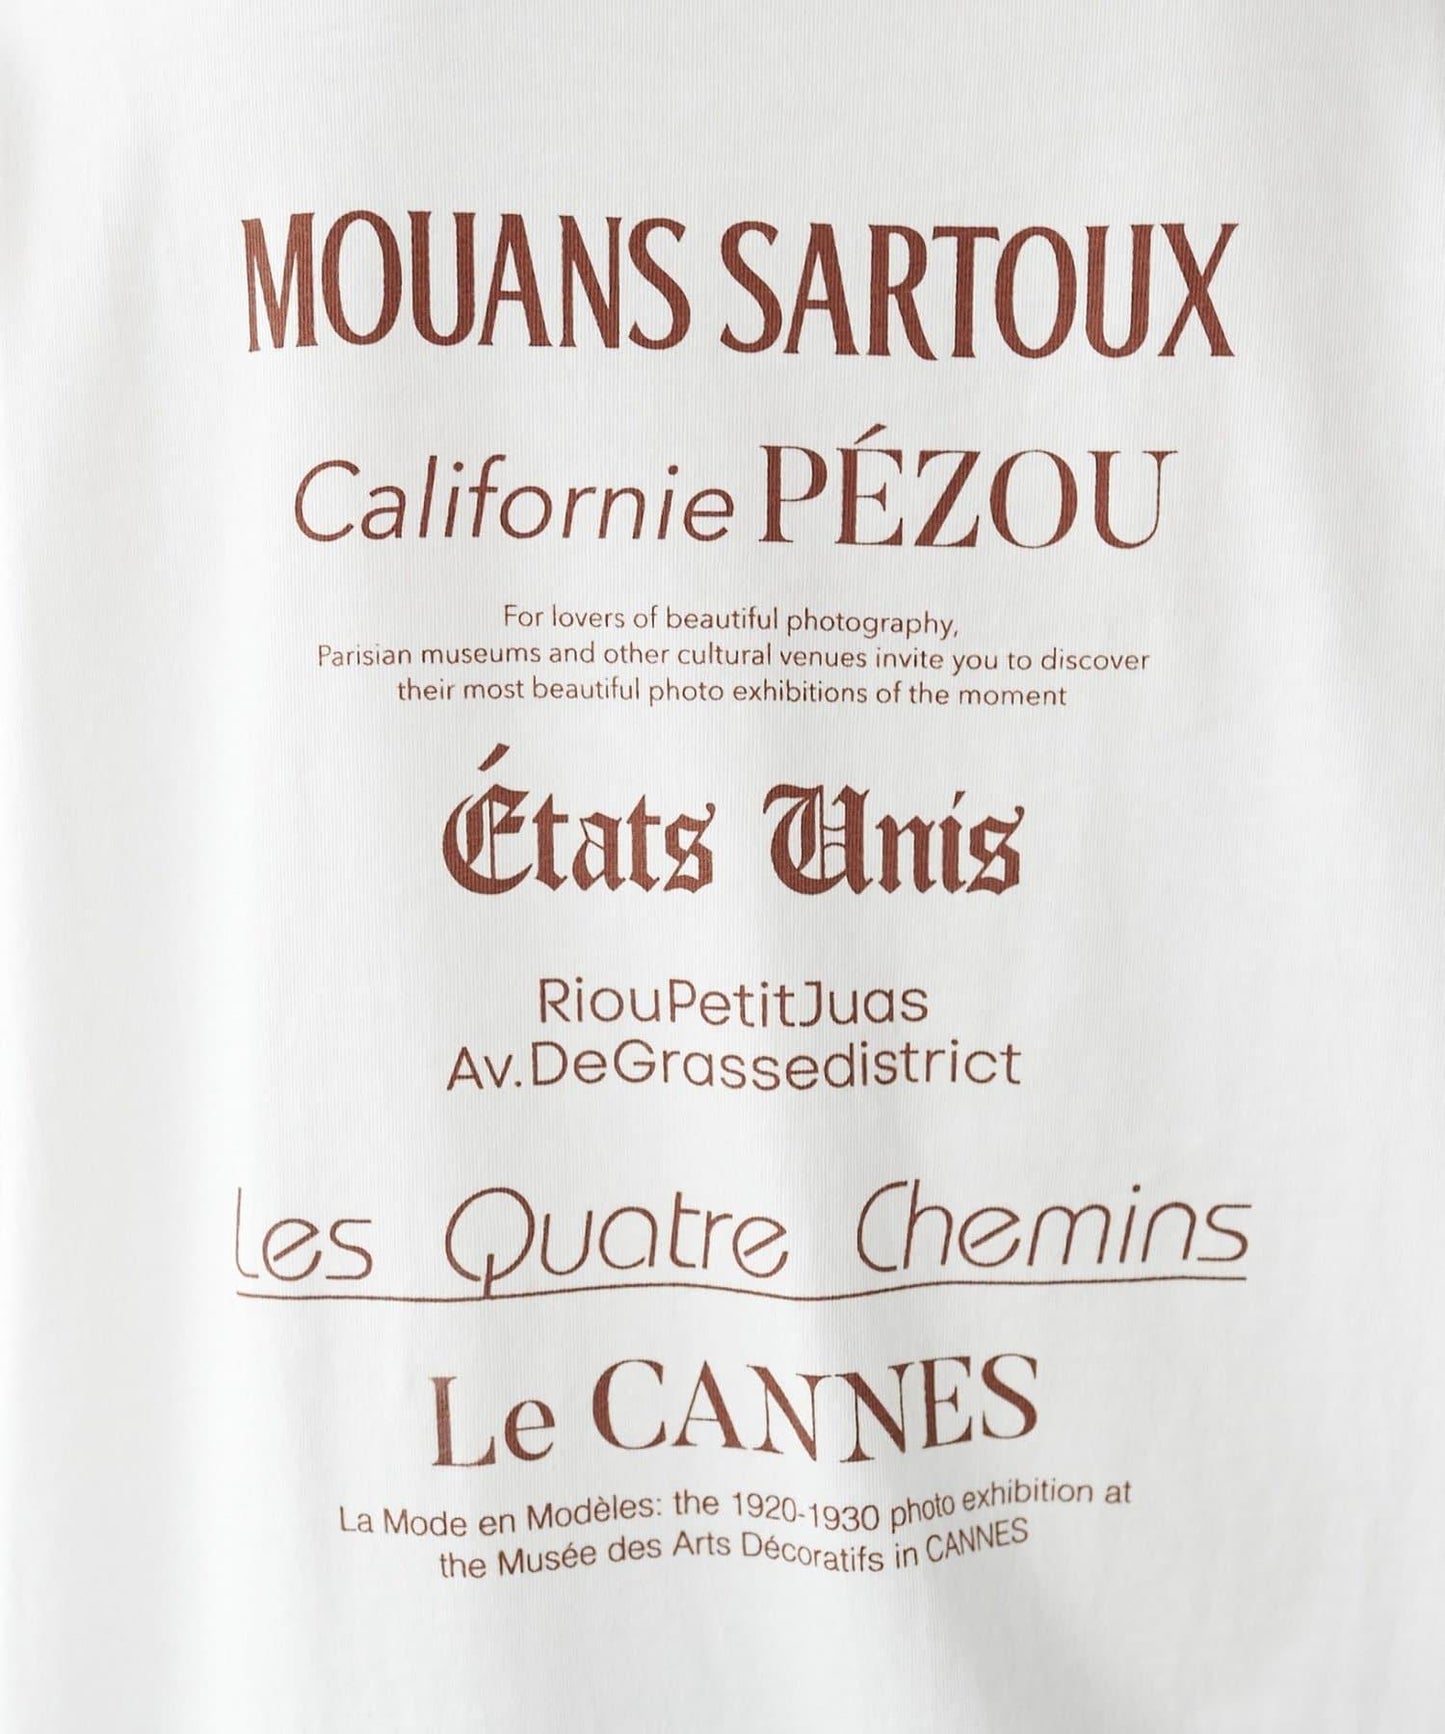 MOUANS SARTOUX
Californie PÉZOU
For lovers of beautiful photography,
Parisian museums and other cultural venues invite you to discover
their most beautiful photo exhibitions of the moment
États Unis
RiouPetitJuas
Av.DeGrassedistrict
Les Quatre Chemins
Le CANNES
La Mode en Modèles: the 1920-1930 photo exhibition at
the Musée des Arts Décoratifs in CANNES